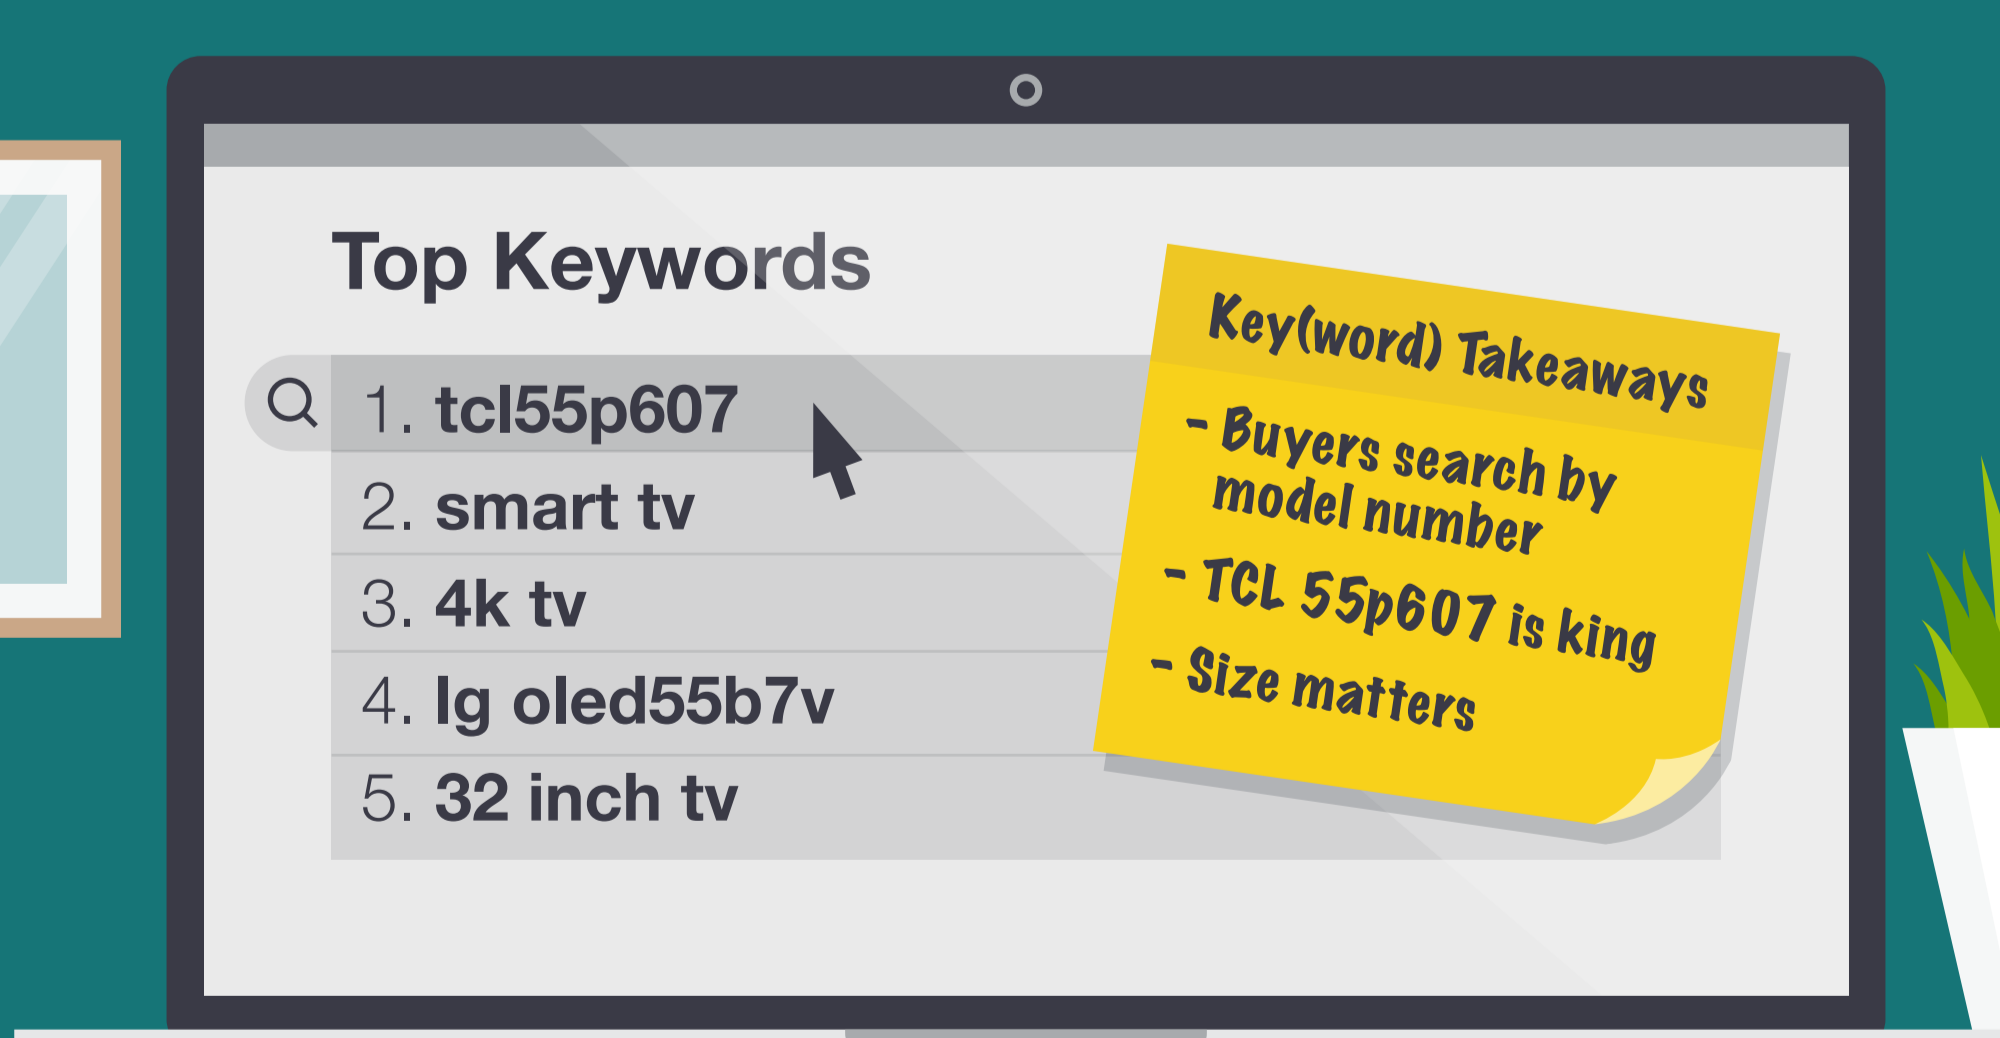 Top Keywords
1. tcl55p607
2. smart tv
3. 4k tv
4. lg oled55b7v
5. 32 inch tv
Key(word) Takeaways
- Buyers search by
model number
- TCL 55p607 is king
- Size matters